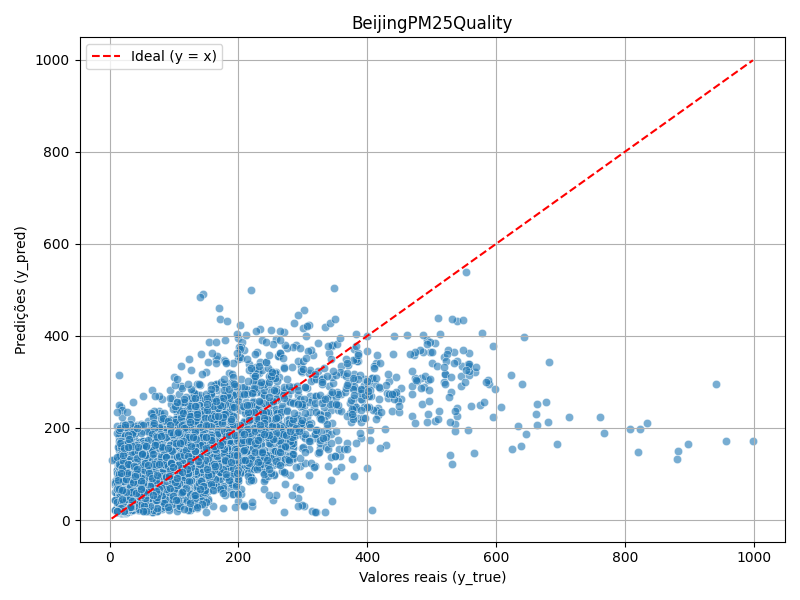 BeijingPM25Quality
Ideal (y = x)
1000
800
600
400
200
0
Predições (y_pred)
0 200 400 600 800 1000
Valores reais (y_true)